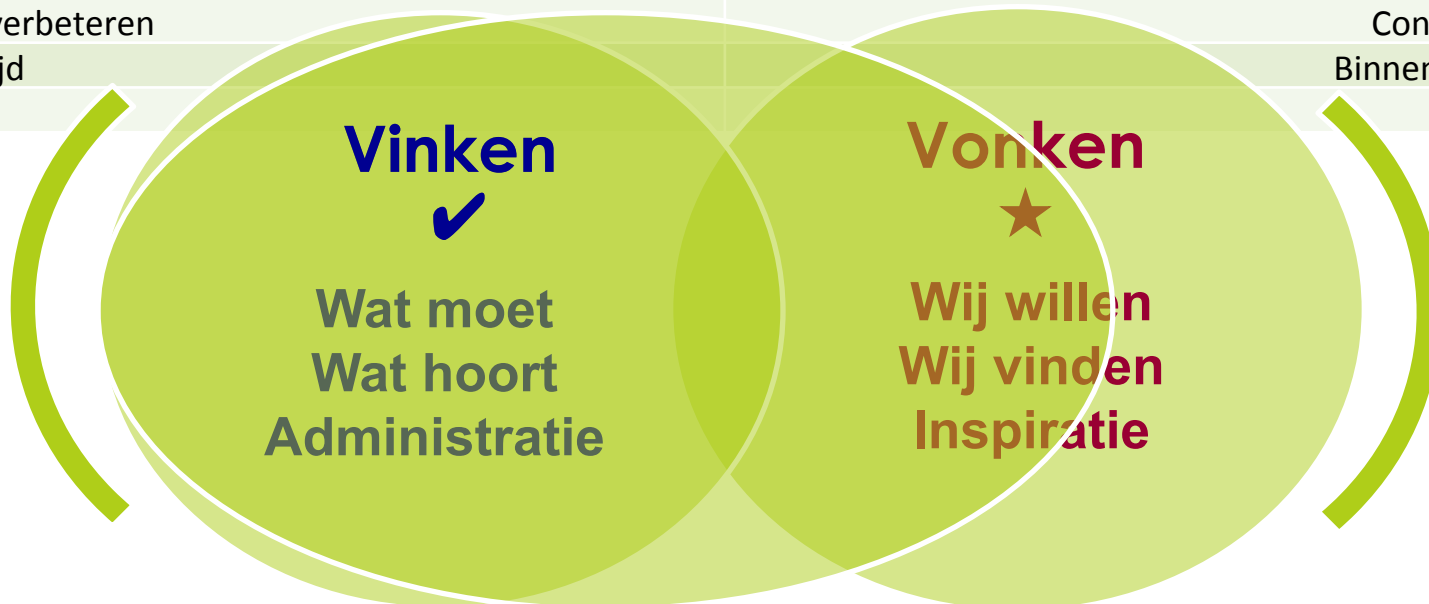 verbeteren
Con
jd
Binner
Vinken
✔
Wat moet
Wat hoort
Administratie
Vonken
★
Wij willen
Wij vinden
Inspiratie